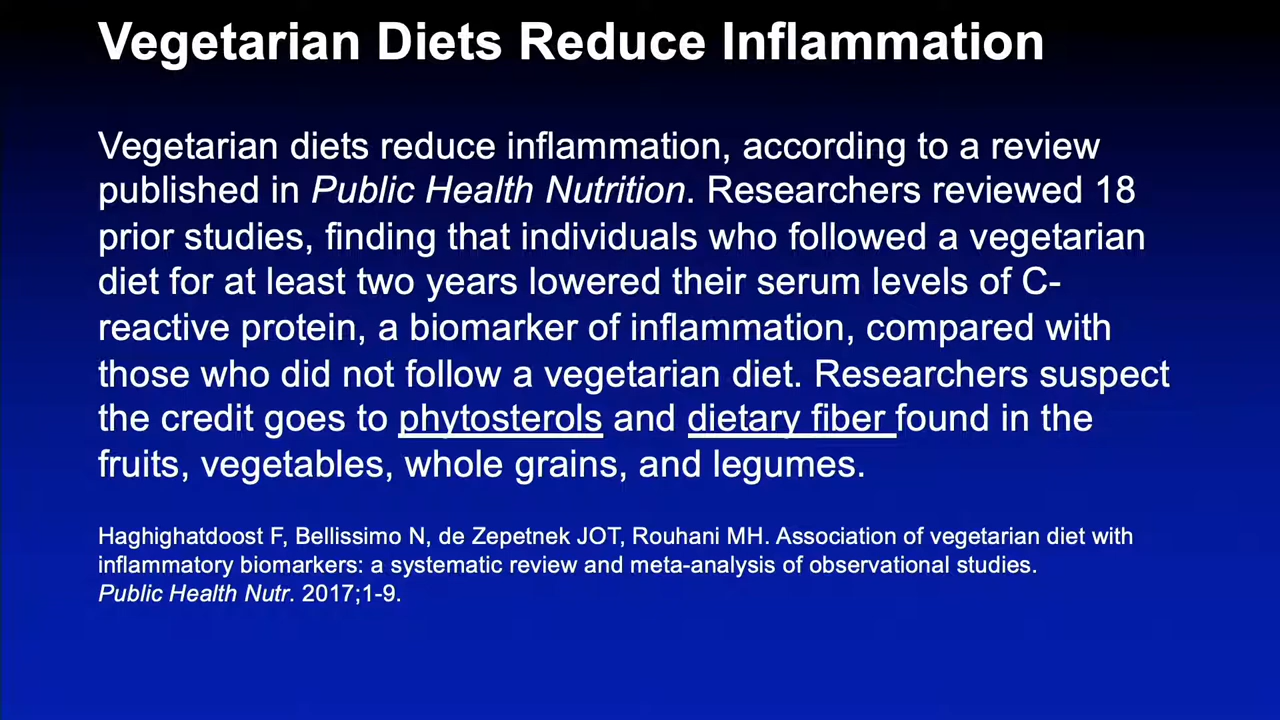 Vegetarian Diets Reduce Inflammation
Vegetarian diets reduce inflammation, according to a review
published in Public Health Nutrition. Researchers reviewed 18
prior studies, finding that individuals who followed a vegetarian
diet for at least two years lowered their serum levels of C-
reactive protein, a biomarker of inflammation, compared with
those who did not follow a vegetarian diet. Researchers suspect
the credit goes to phytosterols and dietary fiber found in the
fruits, vegetables, whole grains, and legumes.
Haghighatdoost F, Bellissimo N, de Zepetnek JOT, Rouhani MH. Association of vegetarian diet with
inflammatory biomarkers: a systematic review and meta-analysis of observational studies.
Public Health Nutr. 2017;1-9.